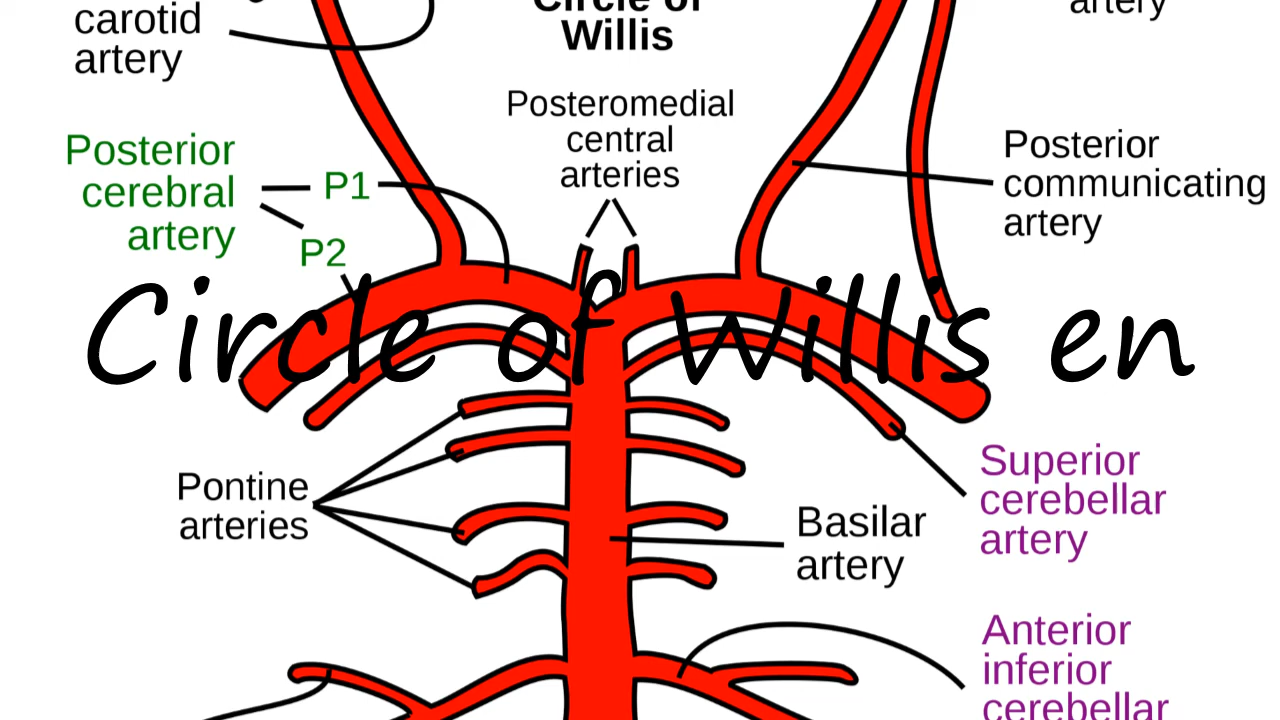 carotid
artery
Circle of
Willis
artery
Posteromedial
central
arteries
Posterior
cerebral
artery
P1
P2
Posterior
communicating
artery
Circle of Willis en
Pontine
arteries
Basilar
artery
Superior
cerebellar
artery
Anterior
inferior
cerebellar